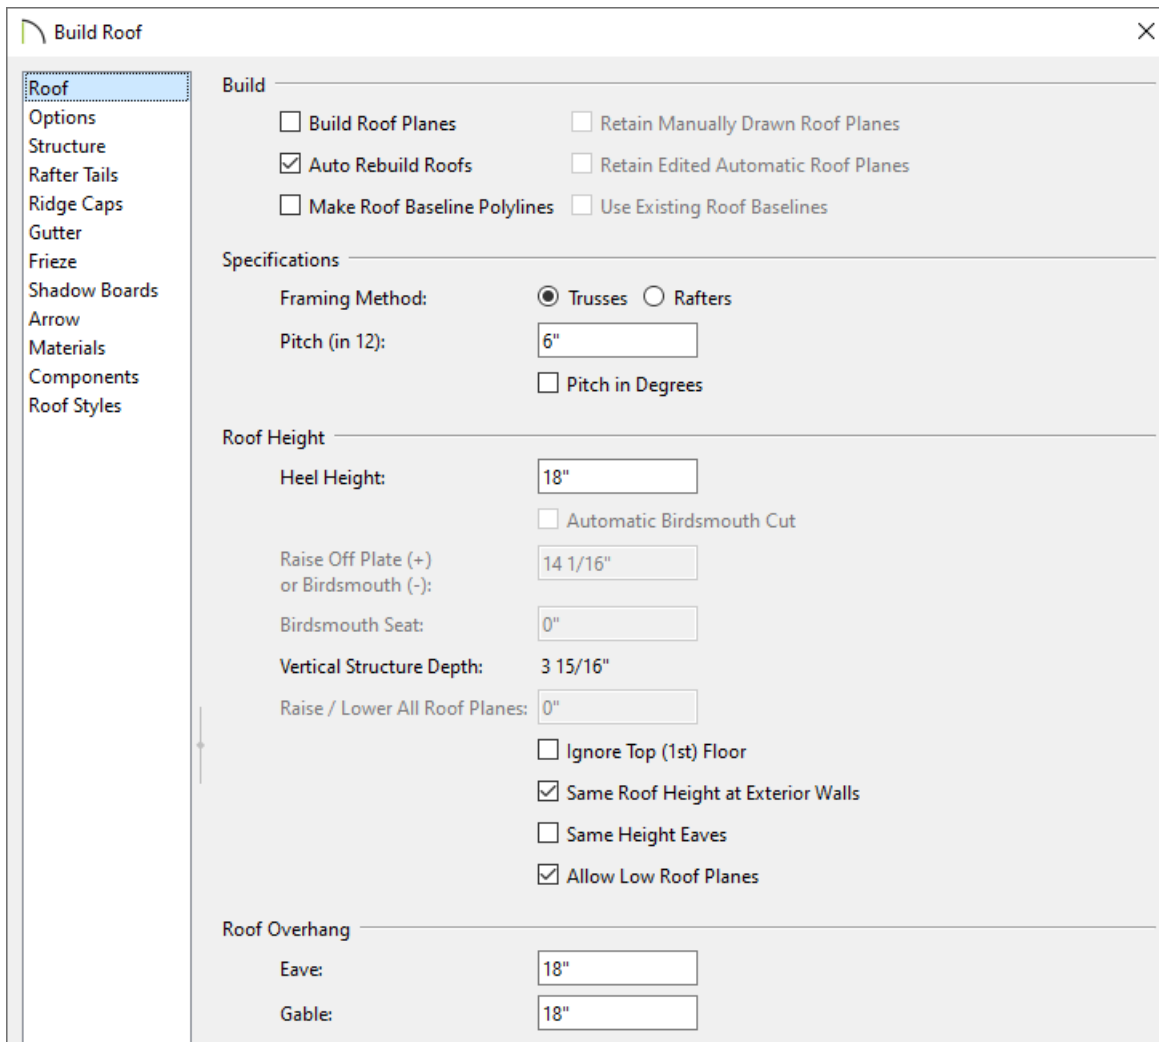 Build Roof
Roof
Options
Structure
Rafter Tails
Ridge Caps
Gutter
Frieze
Shadow Boards
Arrow
Materials
Components
Roof Styles
Build
Build Roof Planes
Retain Manually Drawn Roof Planes
Auto Rebuild Roofs
Retain Edited Automatic Roof Planes
Make Roof Baseline Polylines
Use Existing Roof Baselines
Specifications
Framing Method:
Trusses
Rafters
Pitch (in 12):
6"
Pitch in Degrees
Roof Height
Heel Height:
18"
Automatic Birdsmouth Cut
Raise Off Plate (+)
or Birdsmouth (-):
14 1/16"
Birdsmouth Seat:
0"
Vertical Structure Depth:
3 15/16"
Raise / Lower All Roof Planes:
0"
Ignore Top (1st) Floor
Same Roof Height at Exterior Walls
Same Height Eaves
Allow Low Roof Planes
Roof Overhang
Eave:
18"
Gable:
18"